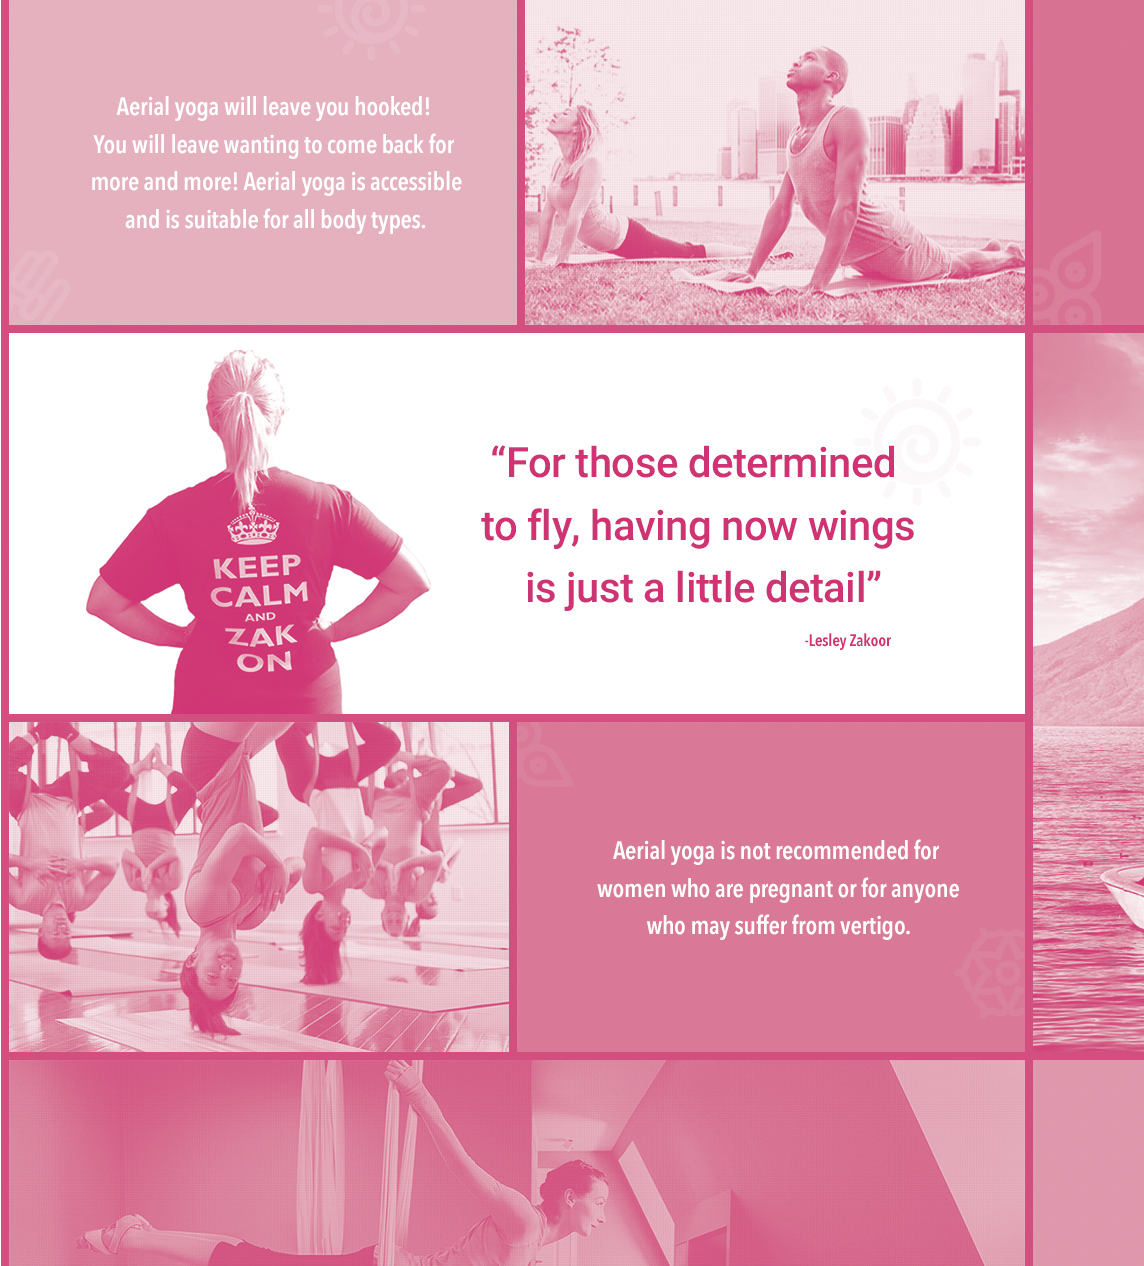 Aerial yoga will leave you hooked!
You will leave wanting to come back for
more and more! Aerial yoga is accessible
and is suitable for all body types.
“For those determined
to fly, having now wings
is just a little detail”
-Lesley Zakoor
KEEP
CALM
AND
ZAK
ON
Aerial yoga is not recommended for
women who are pregnant or for anyone
who may suffer from vertigo.